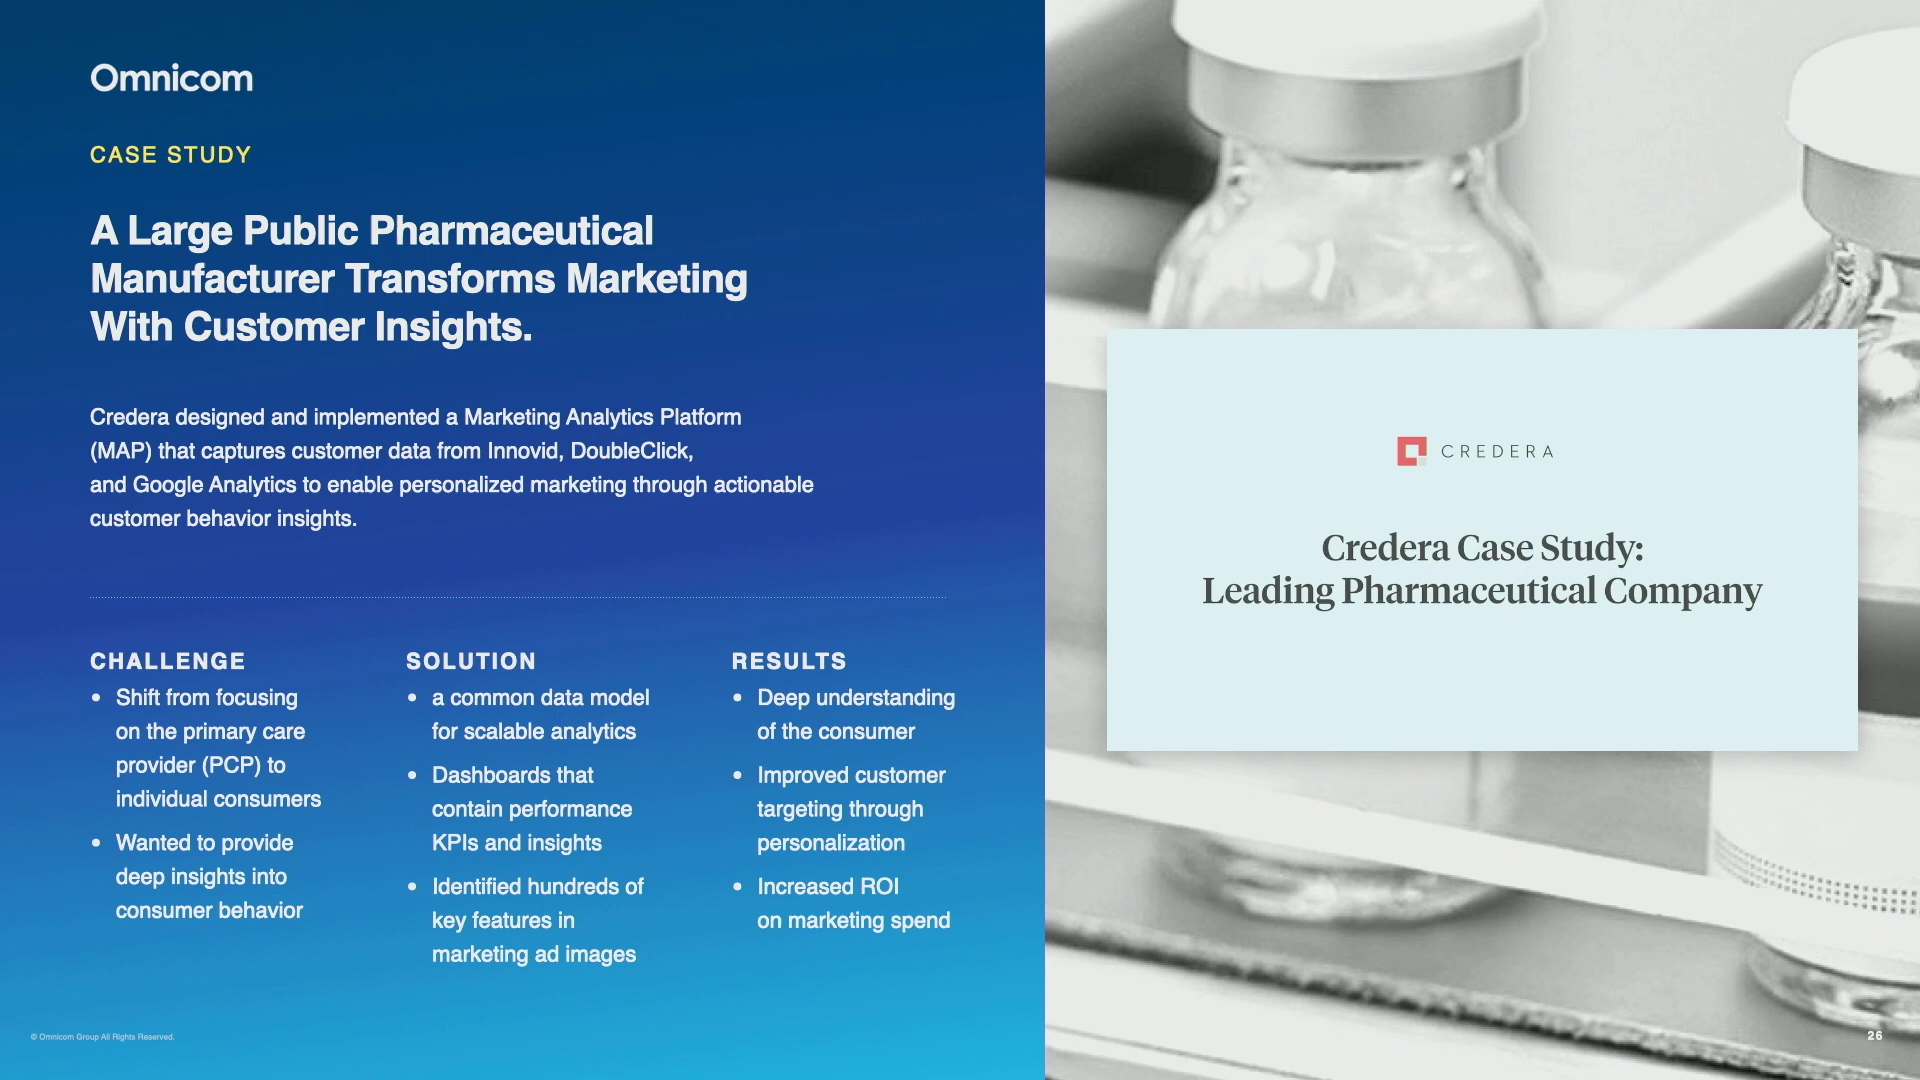 Omnicom
CASE STUDY
A Large Public Pharmaceutical
Manufacturer Transforms Marketing
With Customer Insights.
Credera designed and implemented a Marketing Analytics Platform
(MAP) that captures customer data from Innovid, DoubleClick,
and Google Analytics to enable personalized marketing through actionable
customer behavior insights.
CHALLENGE
• Shift from focusing
on the primary care
provider (PCP) to
individual consumers
• Wanted to provide
deep insights into
consumer behavior
SOLUTION
• a common data model
for scalable analytics
• Dashboards that
contain performance
KPIs and insights
• Identified hundreds of
key features in
marketing ad images
RESULTS
• Deep understanding
of the consumer
• Improved customer
targeting through
personalization
• Increased ROI
on marketing spend
© Omnicom Group All Rights Reserved.
CREDERA
Credera Case Study:
Leading Pharmaceutical Company
26